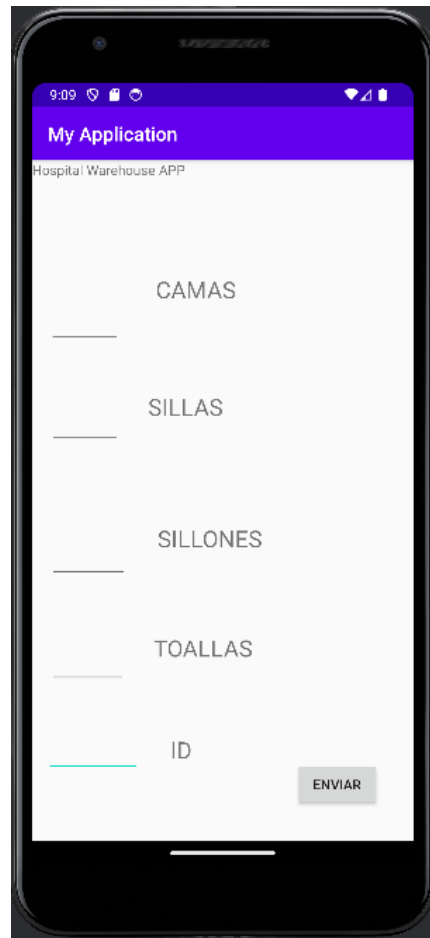 9:09
My Application
Hospital Warehouse APP
CAMAS
SILLAS
SILLONES
TOALLAS
ID
ENVIAR